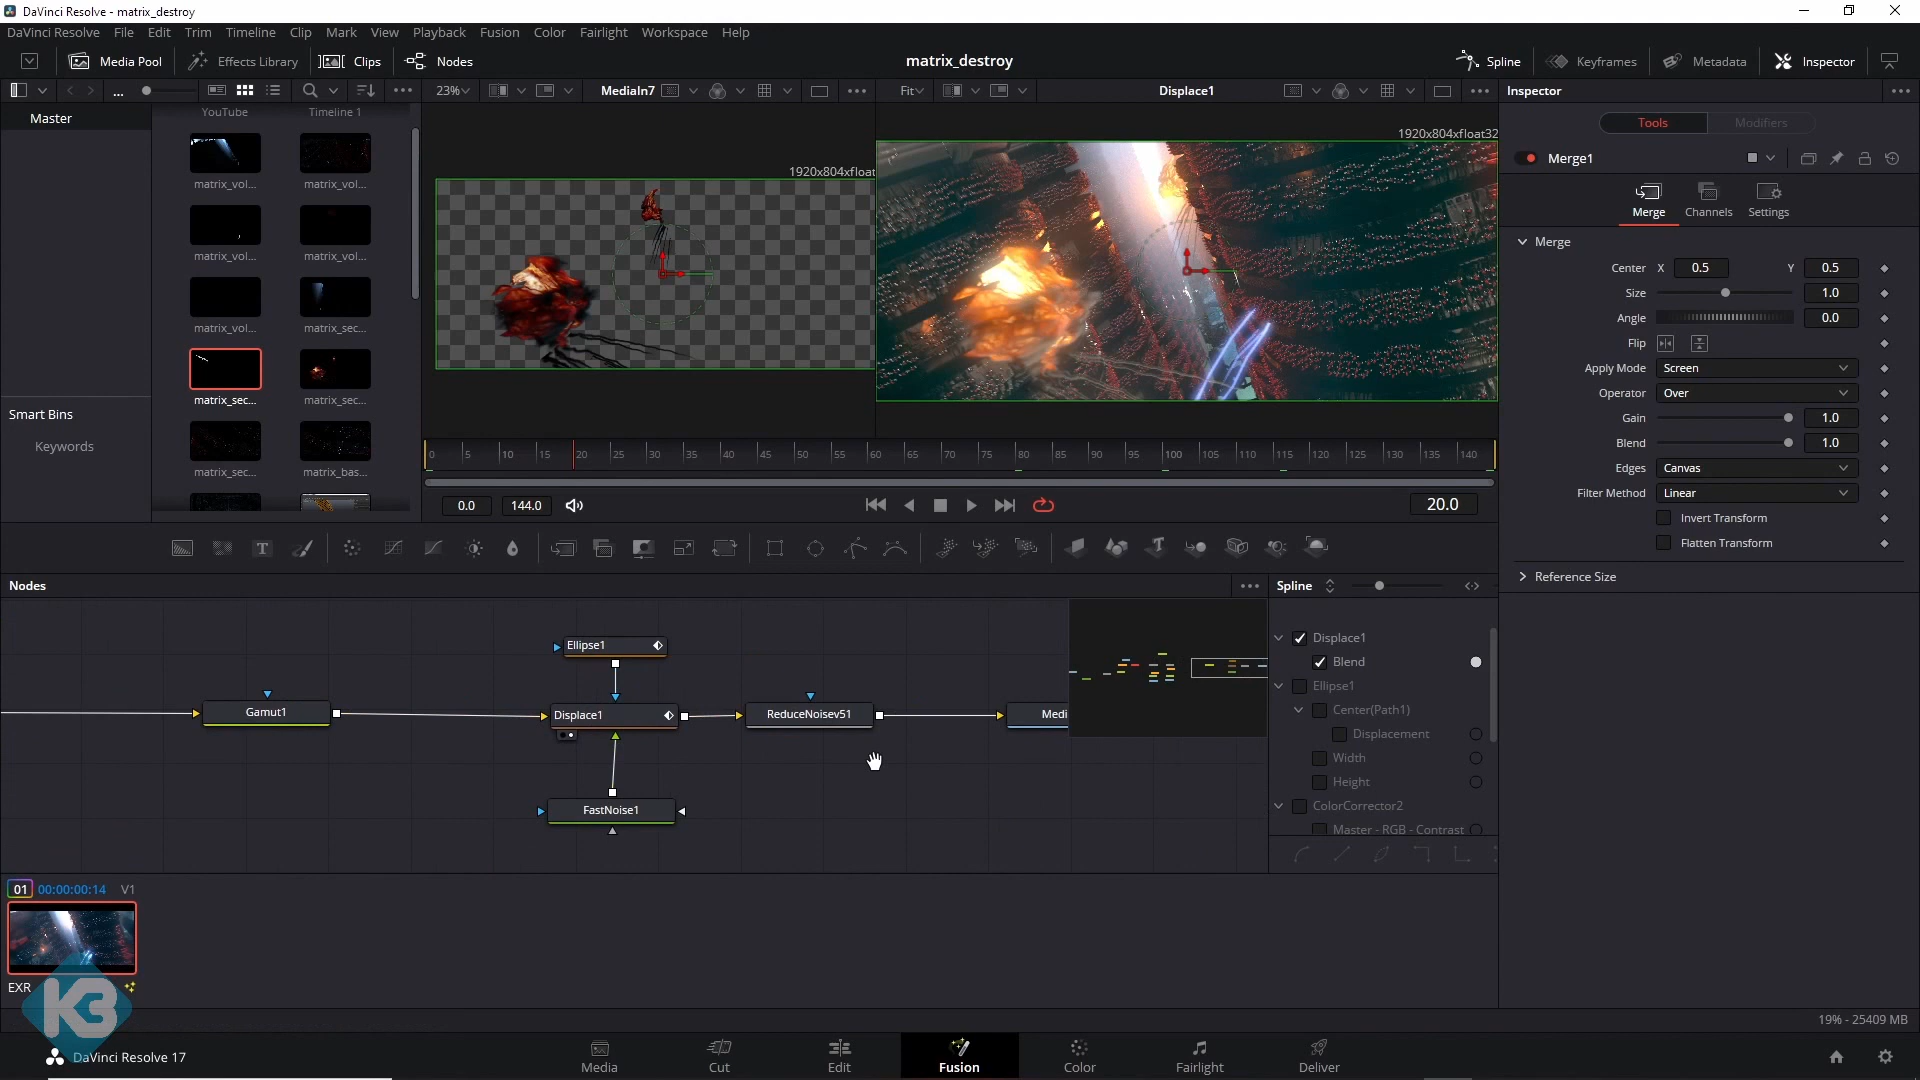 DaVinci Resolve - matrix_destroy
DaVinci Resolve File Edit Trim Timeline Clip Mark View Playback Fusion Color Fairlight Workspace Help
Media Pool Effects Library Clips Nodes matrix_destroy Spline Keyframes Metadata Inspector
... 23% MediaIn7 Fit Displace1 Inspector
Master
YouTube Timeline 1
matrix_vol... matrix_vol...
matrix_vol... matrix_vol...
matrix_vol... matrix_sec...
matrix_sec... matrix_sec...
matrix_sec... matrix_bas...
Smart Bins
Keywords
1920x804xfloat
1920x804xfloat32
0 5 10 15 20 25 30 35 40 45 50 55 60 65 70 75 80 85 90 95 100 105 110 115 120 125 130 135 140
0.0 144.0 20.0
Tools Modifiers
Merge1
Merge Channels Settings
Merge
Center X 0.5 Y 0.5
Size 1.0
Angle 0.0
Flip
Apply Mode Screen
Operator Over
Gain 1.0
Blend 1.0
Edges Canvas
Filter Method Linear
Invert Transform
Flatten Transform
Reference Size
Nodes
Ellipse1
Gamut1
Displace1
ReduceNoisev51
Medi
FastNoise1
Spline
Displace1
Blend
Ellipse1
Center(Path1)
Displacement
Width
Height
ColorCorrector2
Master - RGB - Contrast
01 00:00:00:14 V1
EXR
K3
19% - 25409 MB
DaVinci Resolve 17
Media Cut Edit Fusion Color Fairlight Deliver